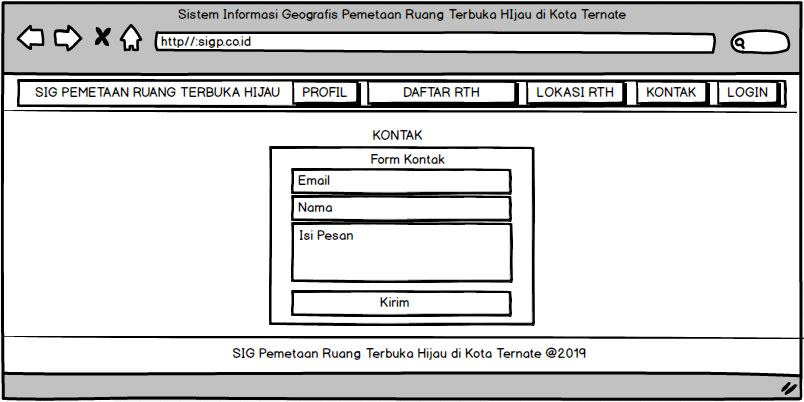 Sistem Informasi Geografis Pemetaan Ruang Terbuka HIjau di Kota Ternate
http//:sigp.co.id
SIG PEMETAAN RUANG TERBUKA HIJAU PROFIL DAFTAR RTH LOKASI RTH KONTAK LOGIN
KONTAK
Form Kontak
Email
Nama
Isi Pesan
Kirim
SIG Pemetaan Ruang Terbuka Hijau di Kota Ternate @2019